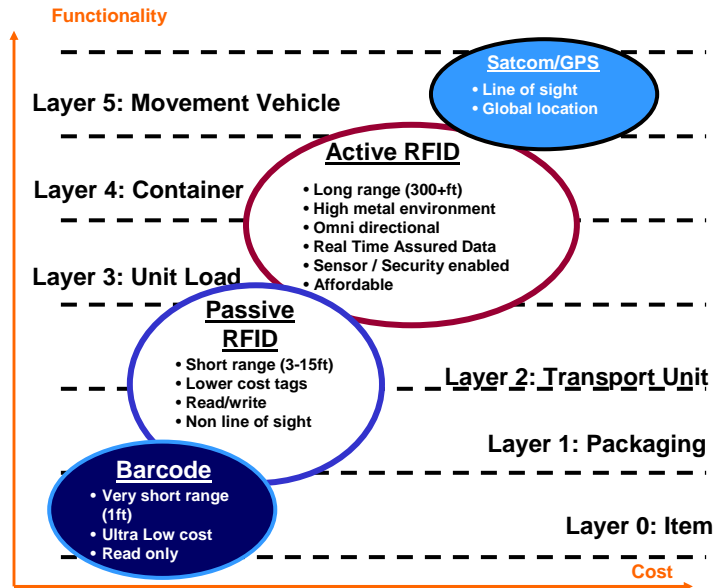 Functionality
Satcom/GPS
• Line of sight
• Global location
Layer 5: Movement Vehicle
Active RFID
• Long range (300+ft)
• High metal environment
• Omni directional
• Real Time Assured Data
• Sensor / Security enabled
• Affordable
Layer 4: Container
Layer 3: Unit Load
Passive
RFID
• Short range (3-15ft)
• Lower cost tags
• Read/write
• Non line of sight
Layer 2: Transport Unit
Layer 1: Packaging
Barcode
• Very short range
(1ft)
• Ultra Low cost
• Read only
Layer 0: Item
Cost